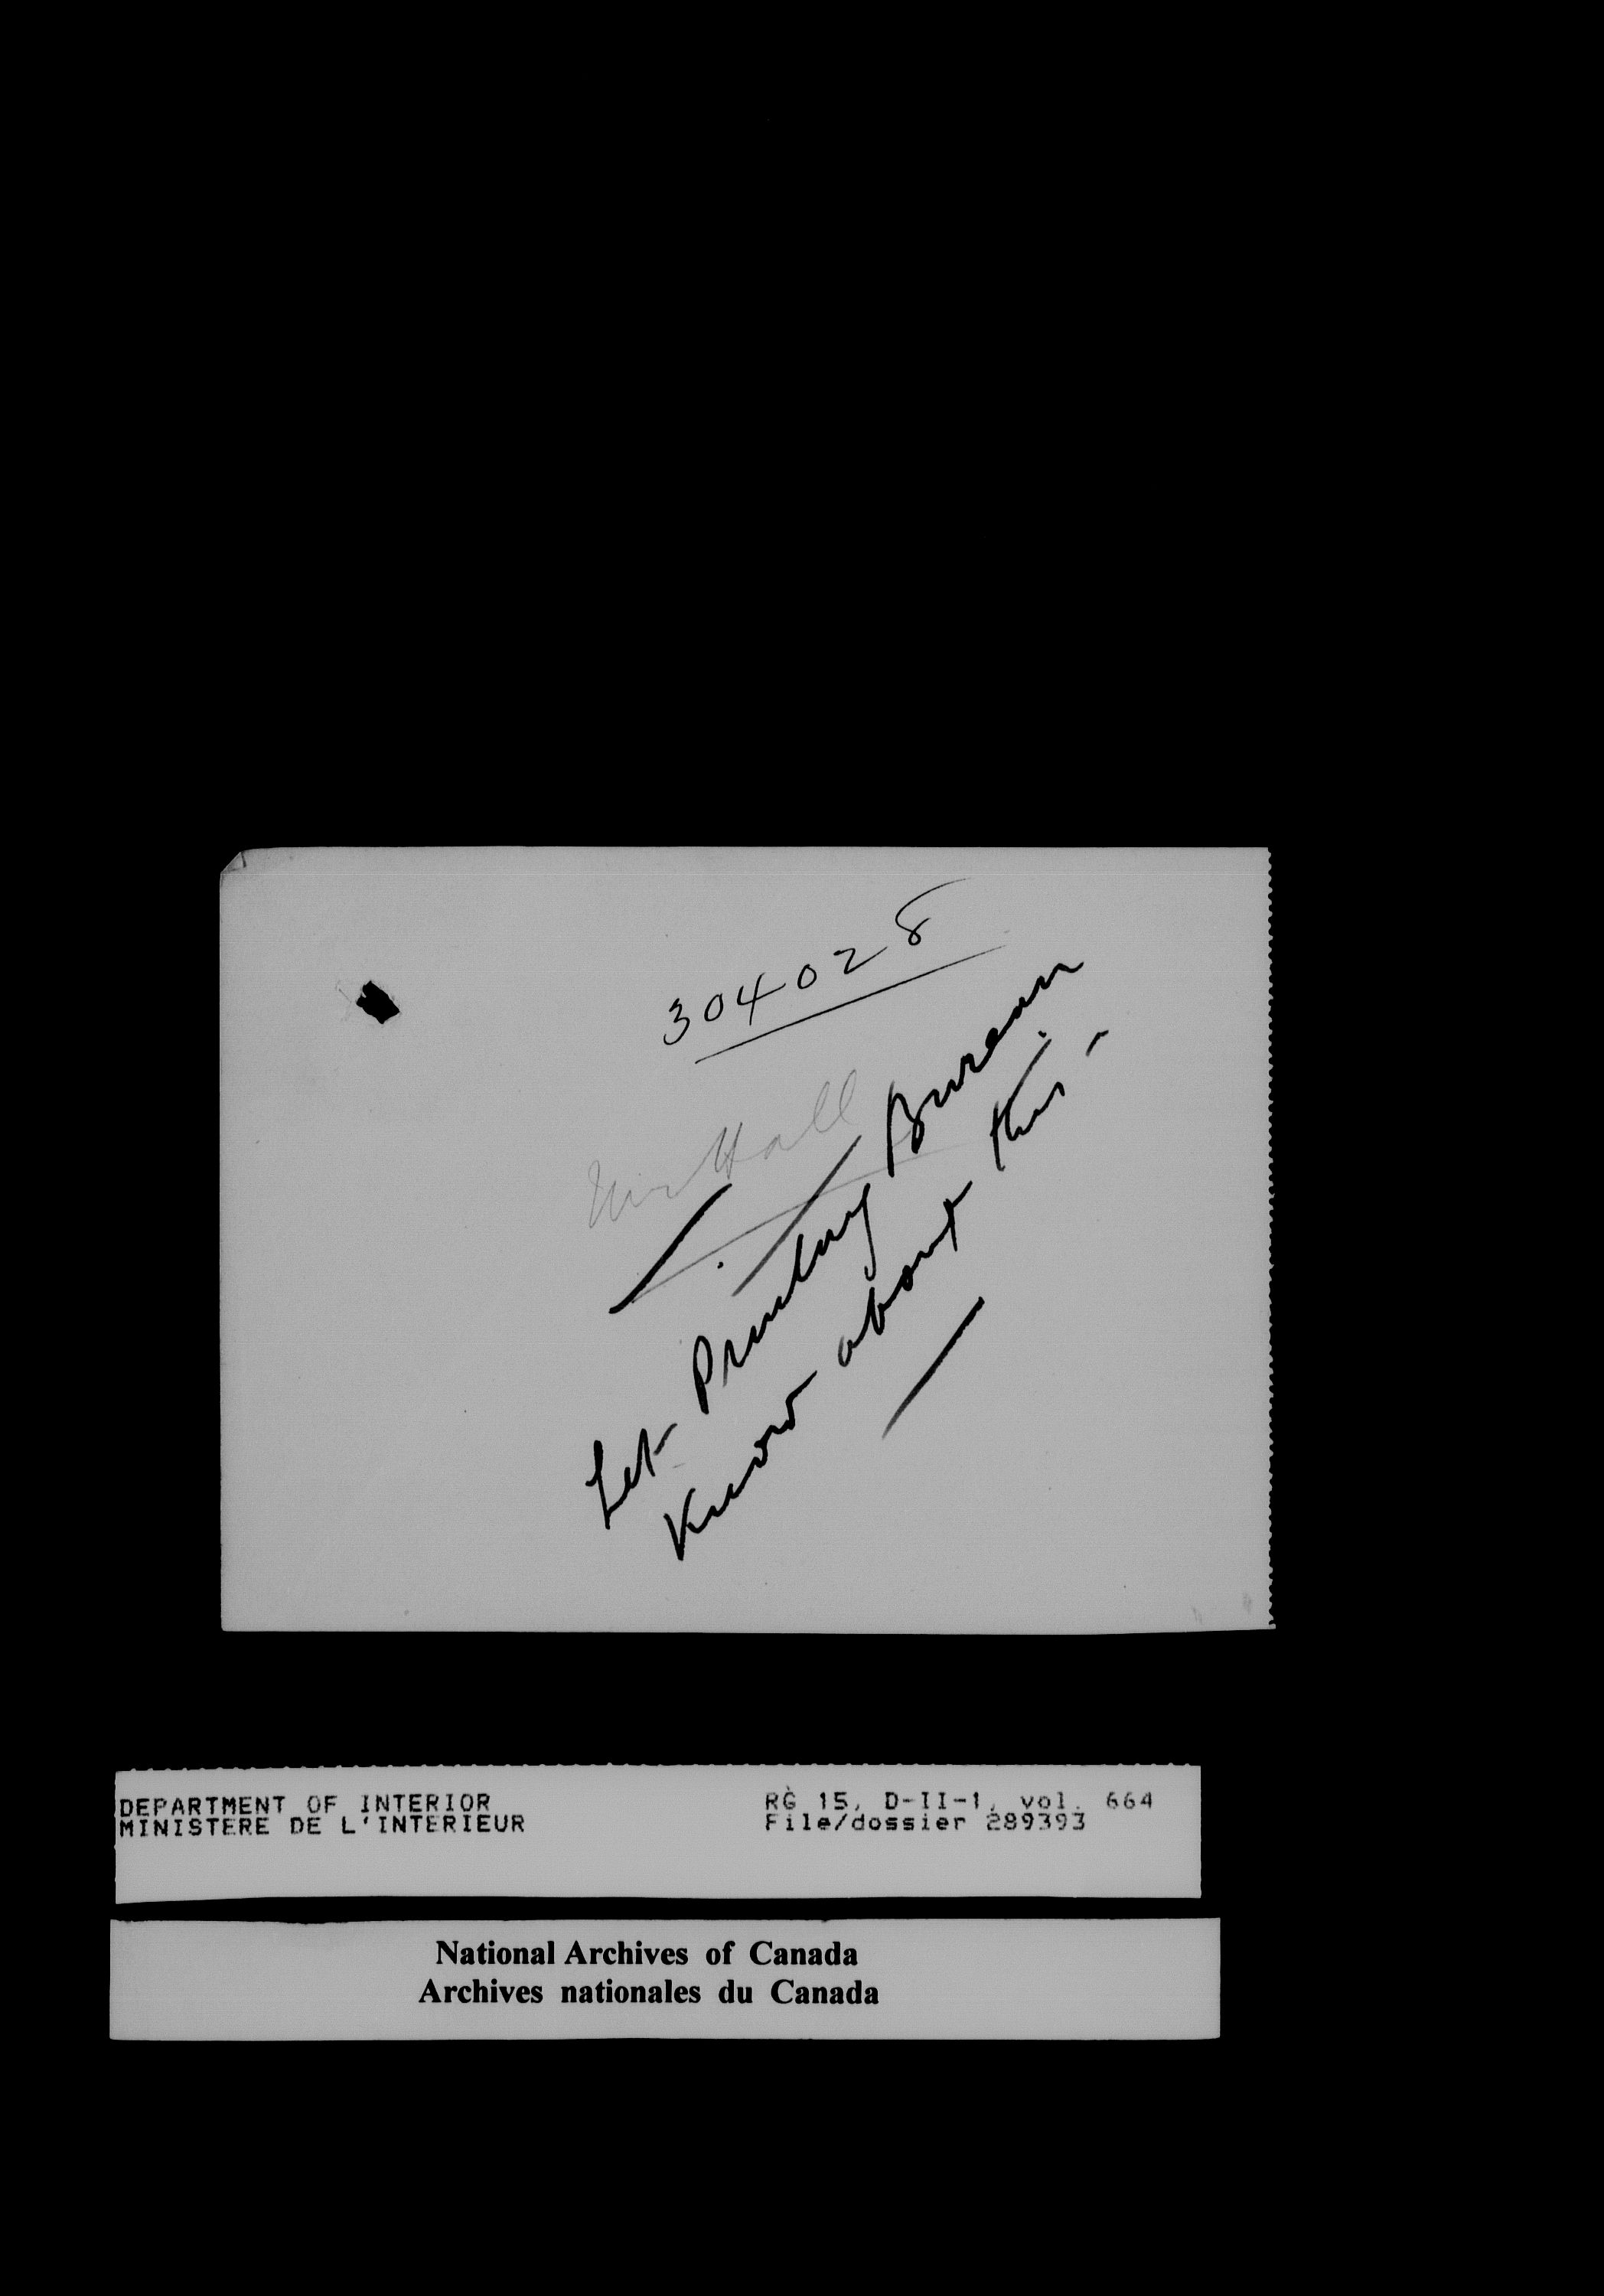 304028
Mr Hall
Let Printing Bureau
Know about this -
DEPARTMENT OF INTERIOR
MINISTERE DE L'INTERIEUR
RG 15, D-II-1, vol. 664
File/dossier 289393
National Archives of Canada
Archives nationales du Canada